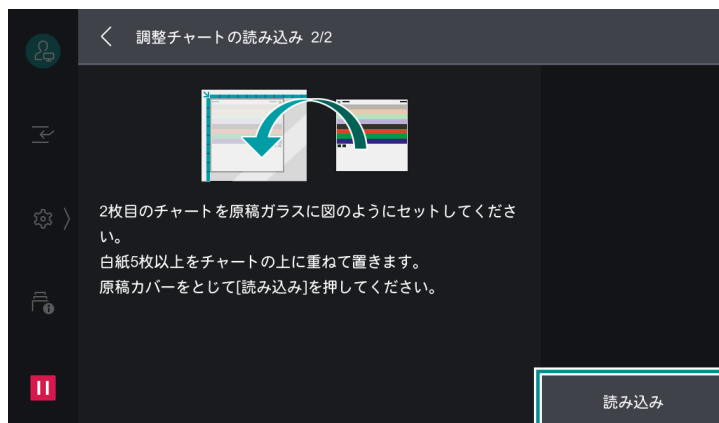 調整チャートの読み込み 2/2
2枚目のチャートを原稿ガラスに図のようにセットしてくださ
い。
白紙5枚以上をチャートの上に重ねて置きます。
原稿カバーをとじて[読み込み]を押してください。
読み込み